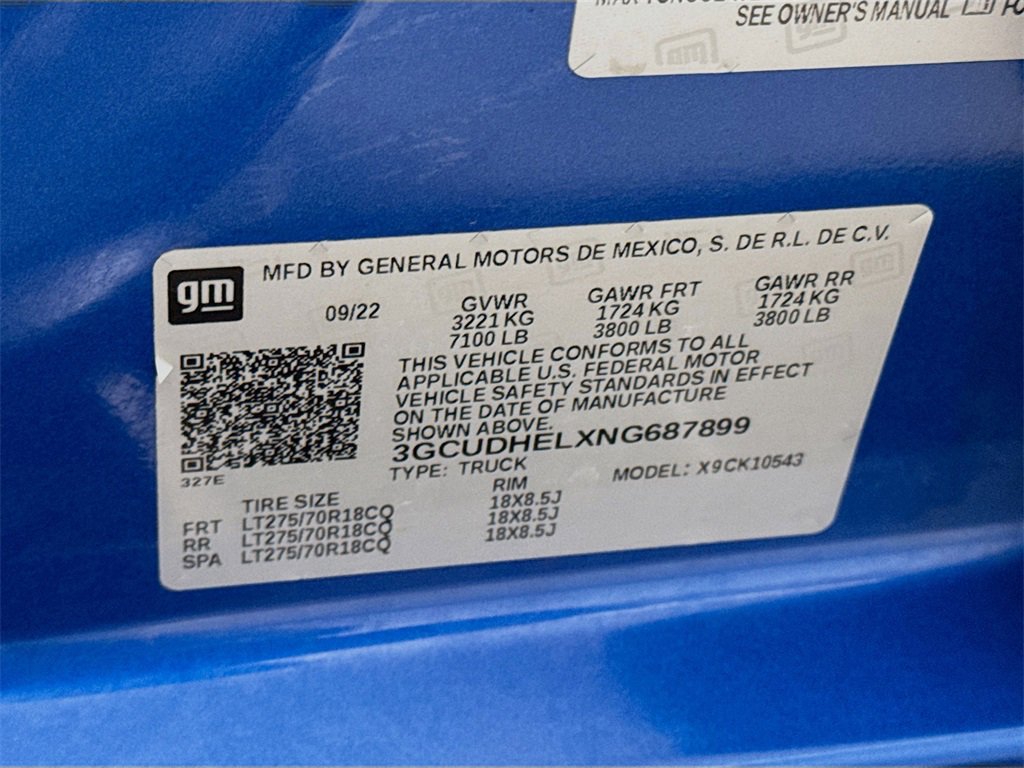 SEE OWNER'S MANUAL
gm
MFD BY GENERAL MOTORS DE MEXICO, S. DE R.L. DE C.V.
09/22
GVWR
3221 KG
7100 LB
GAWR FRT
1724 KG
3800 LB
GAWR RR
1724 KG
3800 LB
THIS VEHICLE CONFORMS TO ALL
APPLICABLE U.S. FEDERAL MOTOR
VEHICLE SAFETY STANDARDS IN EFFECT
ON THE DATE OF MANUFACTURE
SHOWN ABOVE.
3GCUDHELXNG687899
TYPE: TRUCK
MODEL: X9CK10543
327E
TIRE SIZE
RIM
FRT LT275/70R18CQ 18X8.5J
RR LT275/70R18CQ 18X8.5J
SPA LT275/70R18CQ 18X8.5J